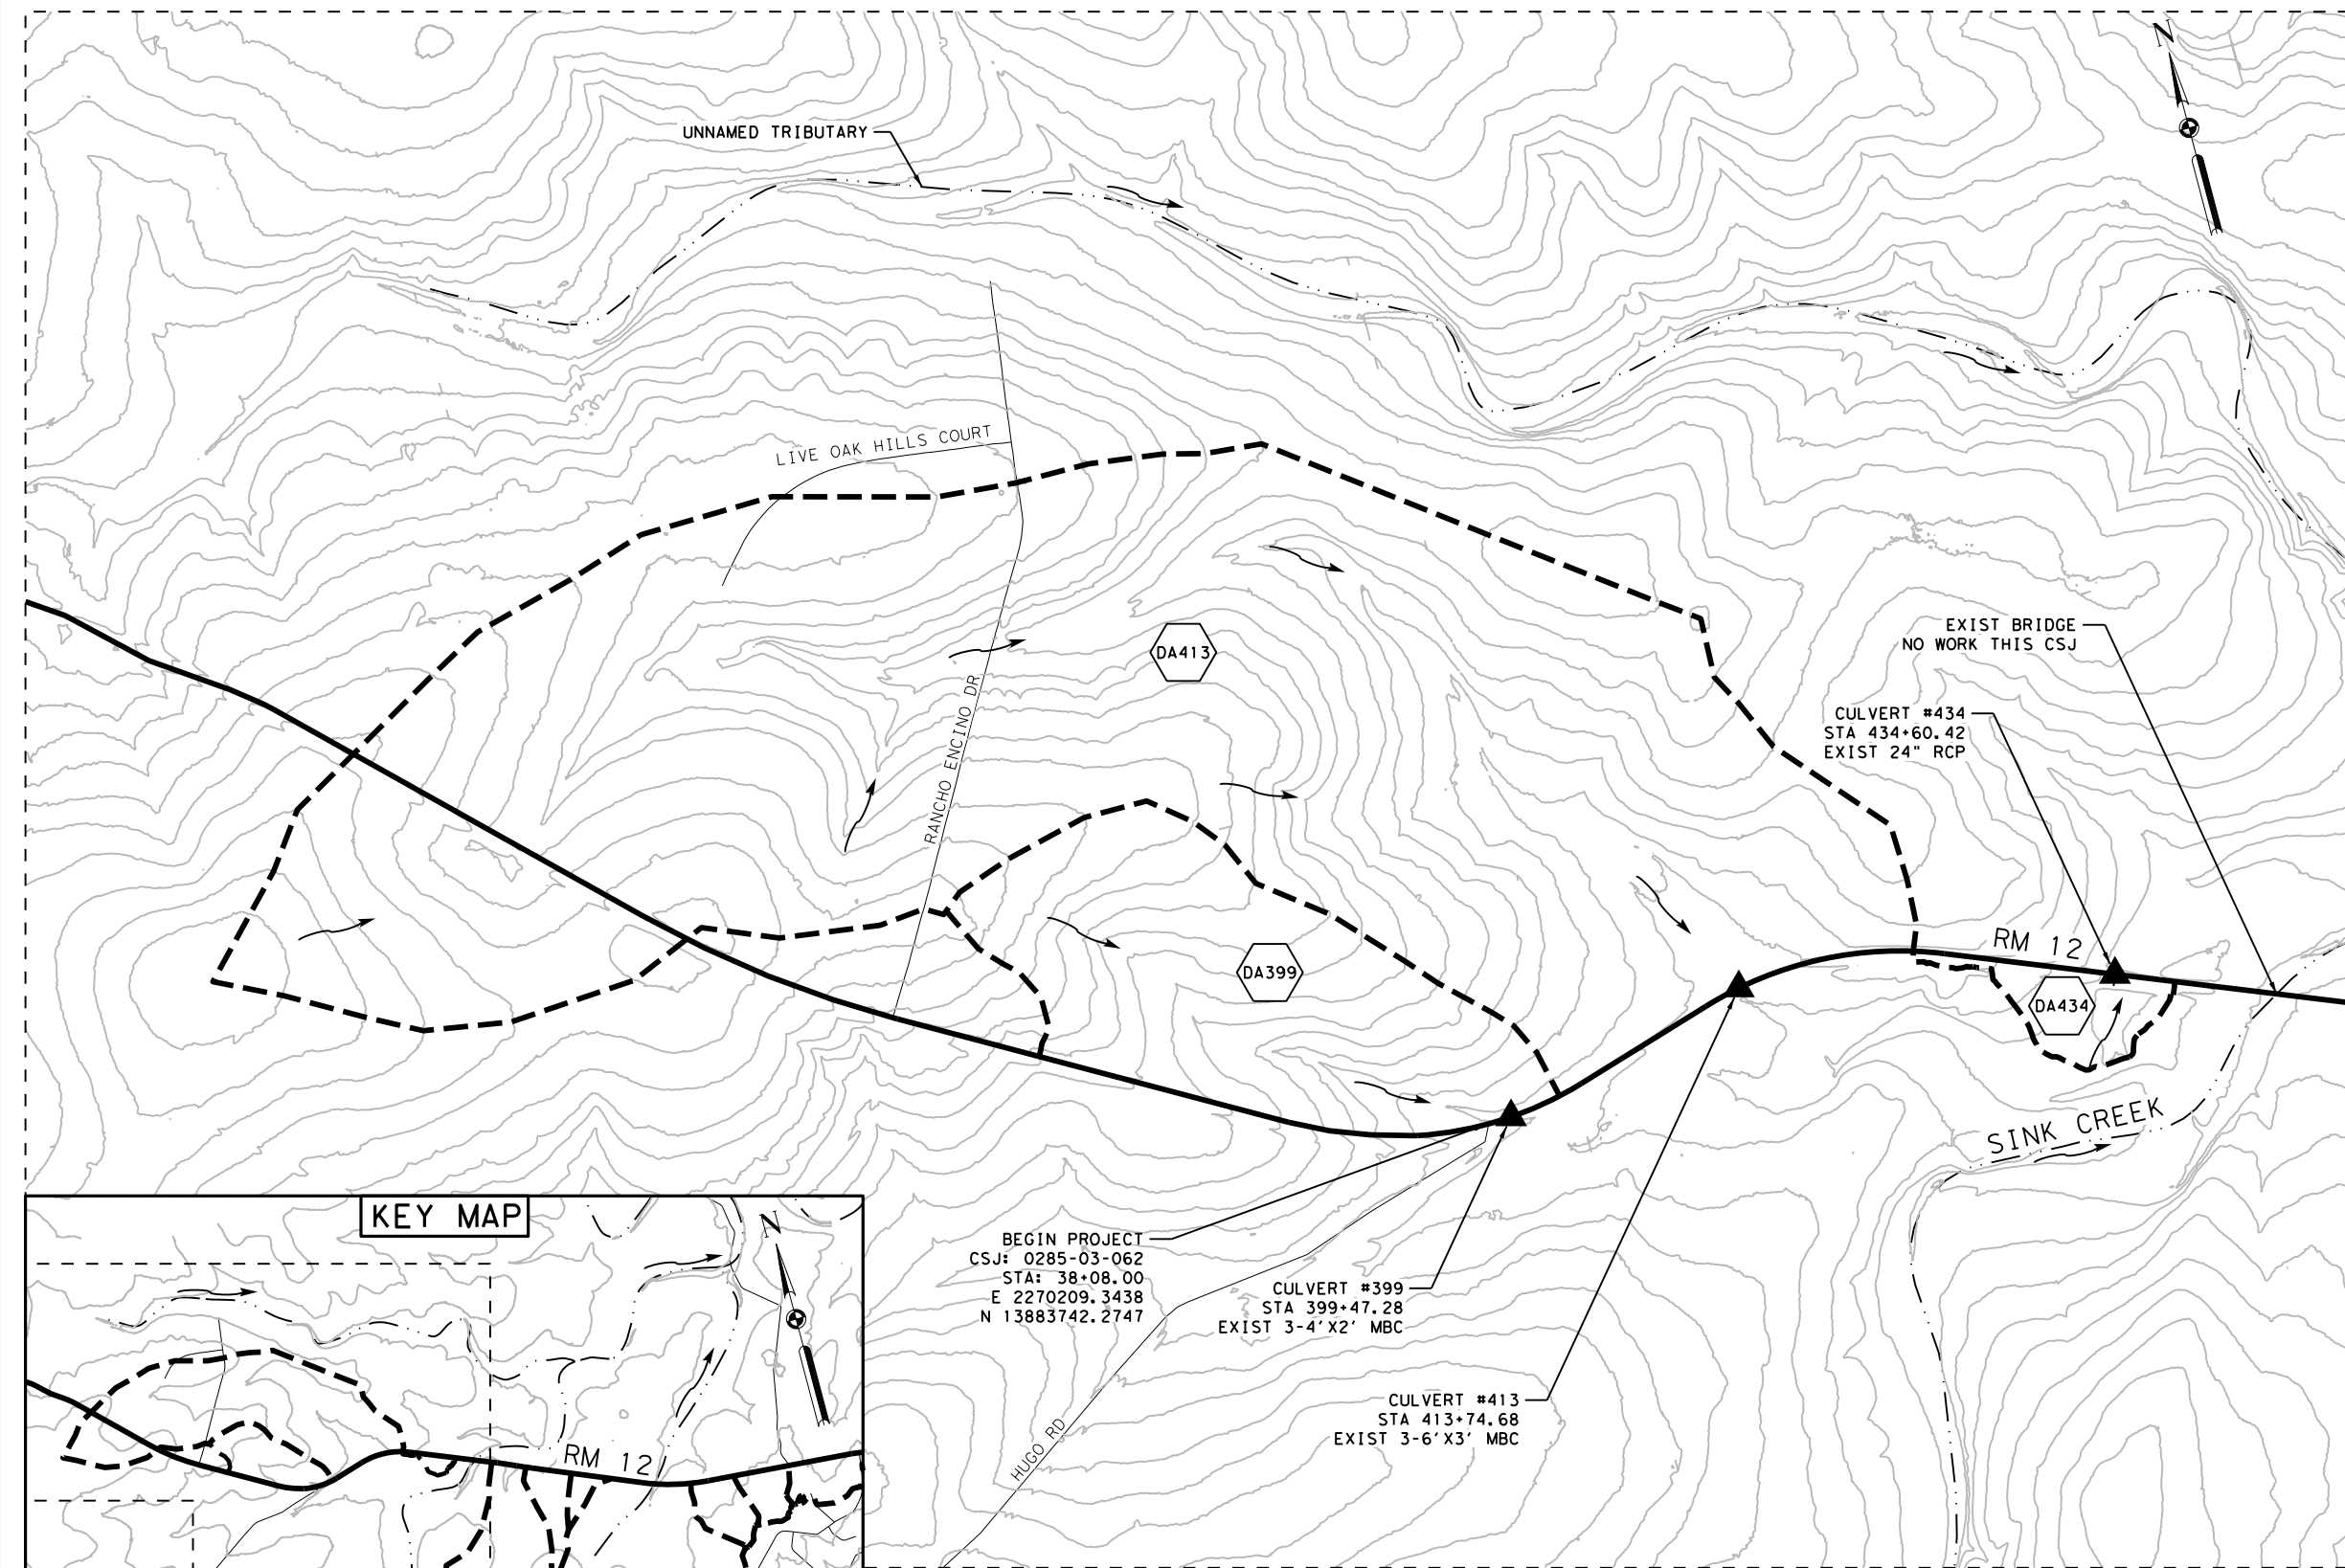 N
UNNAMED TRIBUTARY
LIVE OAK HILLS COURT
EXIST BRIDGE
NO WORK THIS CSJ
DA413
RANCHO ENCINO DR
CULVERT #434
STA 434+60.42
EXIST 24" RCP
RM 12
DA399
DA434
SINK CREEK
KEY MAP
N
BEGIN PROJECT
CSJ: 0285-03-062
STA: 38+08.00
E 2270209.3438
N 13883742.2747
CULVERT #399
STA 399+47.28
EXIST 3-4'X2' MBC
CULVERT #413
STA 413+74.68
EXIST 3-6'X3' MBC
HUGO RD
RM 12